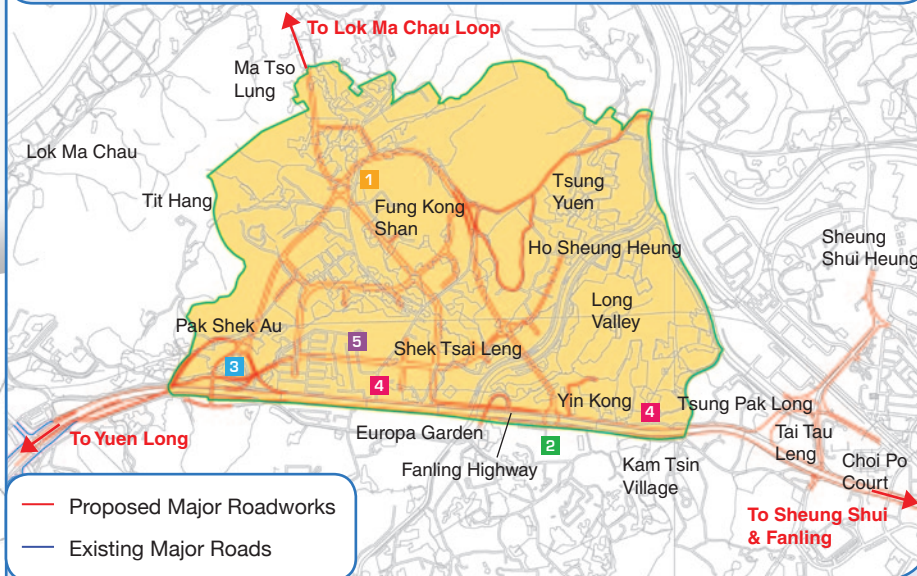 To Lok Ma Chau Loop
Ma Tso
Lung
Lok Ma Chau
Tit Hang
1
Fung Kong
Shan
Tsung
Yuen
Ho Sheung Heung
Sheung
Shui Heung
Long
Valley
Pak Shek Au
5
Shek Tsai Leng
3
4
Yin Kong
4
Tsung Pak Long
To Yuen Long
Europa Garden
2
Tai Tau
Leng
Fanling Highway
Kam Tsin
Village
Choi Po
Court
To Sheung Shui
& Fanling
Proposed Major Roadworks
Existing Major Roads